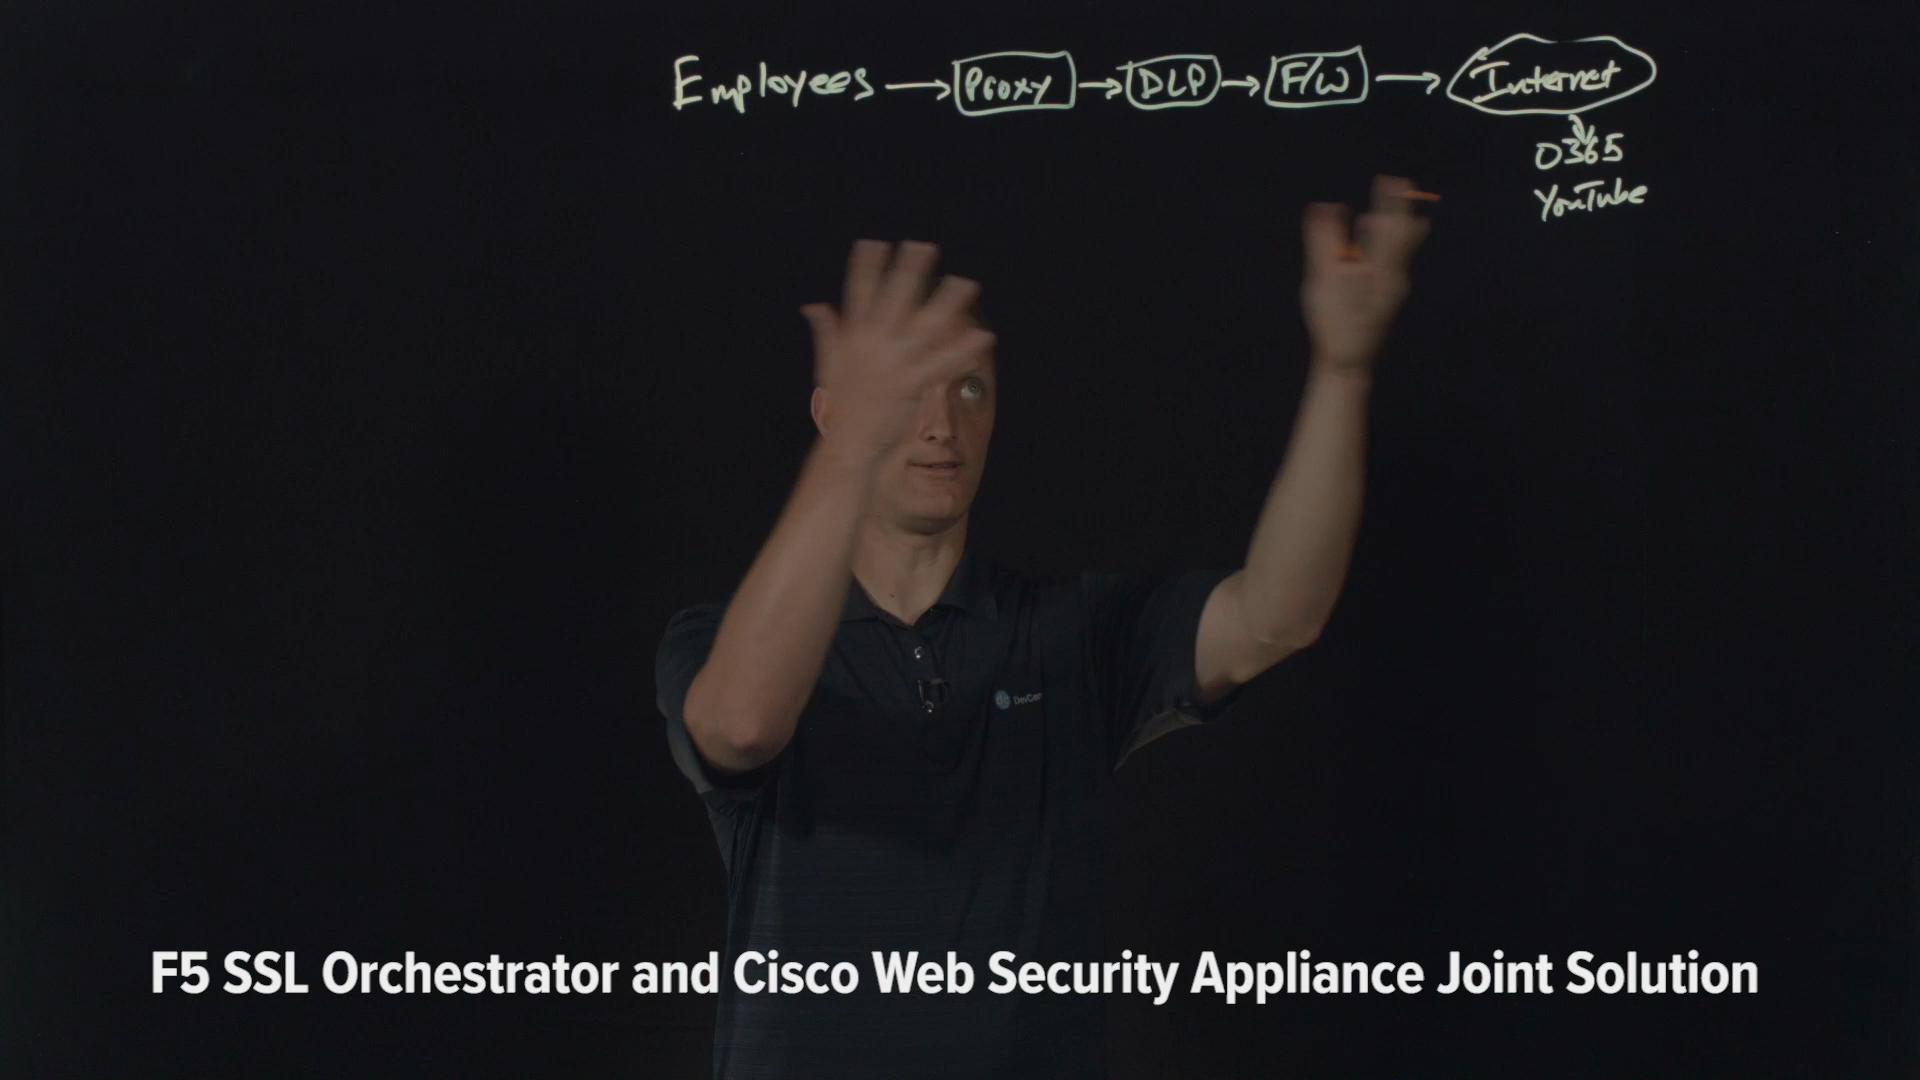 Employees → Proxy → DLP → F/W → Internet
O365
YouTube
F5 SSL Orchestrator and Cisco Web Security Appliance Joint Solution